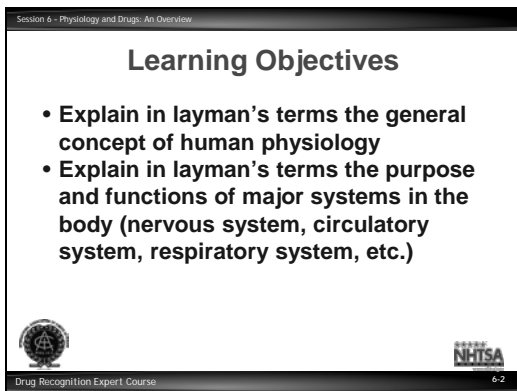 Session 6 - Physiology and Drugs: An Overview
Learning Objectives
• Explain in layman's terms the general
concept of human physiology
• Explain in layman's terms the purpose
and functions of major systems in the
body (nervous system, circulatory
system, respiratory system, etc.)
NHTSA
Drug Recognition Expert Course
6-2